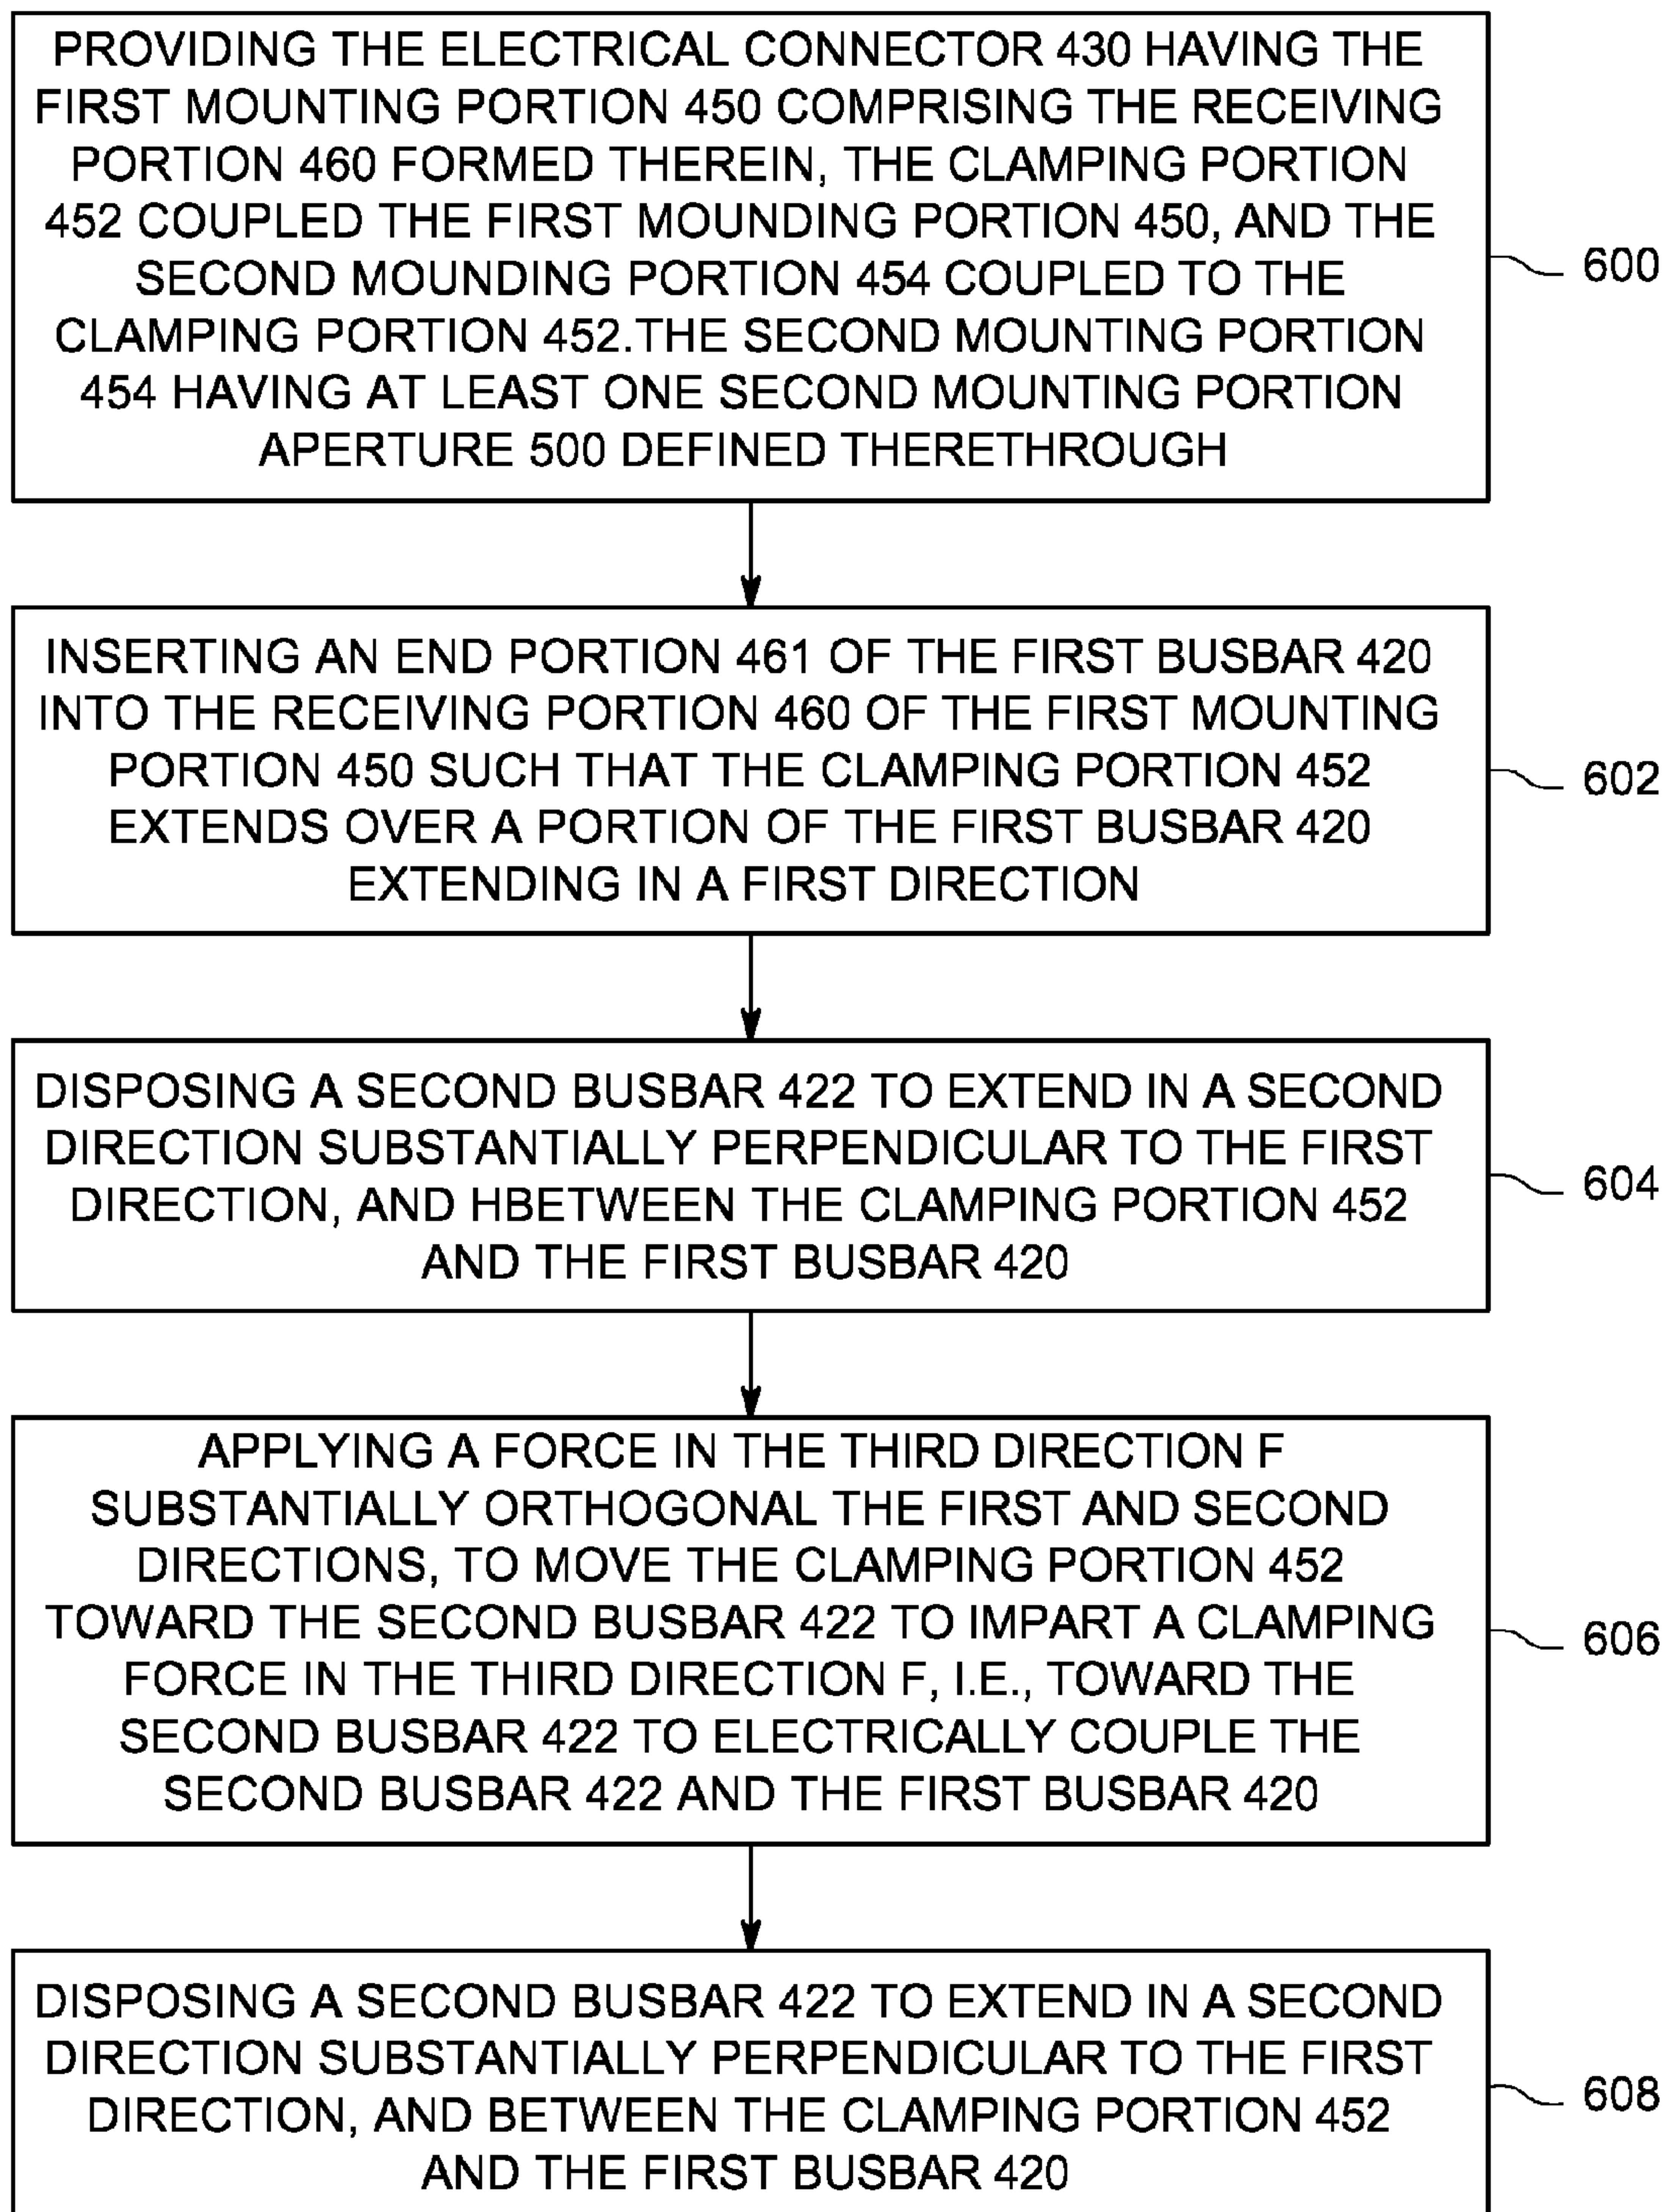 PROVIDING THE ELECTRICAL CONNECTOR 430 HAVING THE
FIRST MOUNTING PORTION 450 COMPRISING THE RECEIVING
PORTION 460 FORMED THEREIN, THE CLAMPING PORTION
452 COUPLED THE FIRST MOUNDING PORTION 450, AND THE
SECOND MOUNDING PORTION 454 COUPLED TO THE
CLAMPING PORTION 452.THE SECOND MOUNTING PORTION
454 HAVING AT LEAST ONE SECOND MOUNTING PORTION
APERTURE 500 DEFINED THERETHROUGH
600
INSERTING AN END PORTION 461 OF THE FIRST BUSBAR 420
INTO THE RECEIVING PORTION 460 OF THE FIRST MOUNTING
PORTION 450 SUCH THAT THE CLAMPING PORTION 452
EXTENDS OVER A PORTION OF THE FIRST BUSBAR 420
EXTENDING IN A FIRST DIRECTION
602
DISPOSING A SECOND BUSBAR 422 TO EXTEND IN A SECOND
DIRECTION SUBSTANTIALLY PERPENDICULAR TO THE FIRST
DIRECTION, AND HBETWEEN THE CLAMPING PORTION 452
AND THE FIRST BUSBAR 420
604
APPLYING A FORCE IN THE THIRD DIRECTION F
SUBSTANTIALLY ORTHOGONAL THE FIRST AND SECOND
DIRECTIONS, TO MOVE THE CLAMPING PORTION 452
TOWARD THE SECOND BUSBAR 422 TO IMPART A CLAMPING
FORCE IN THE THIRD DIRECTION F, I.E., TOWARD THE
SECOND BUSBAR 422 TO ELECTRICALLY COUPLE THE
SECOND BUSBAR 422 AND THE FIRST BUSBAR 420
606
DISPOSING A SECOND BUSBAR 422 TO EXTEND IN A SECOND
DIRECTION SUBSTANTIALLY PERPENDICULAR TO THE FIRST
DIRECTION, AND BETWEEN THE CLAMPING PORTION 452
AND THE FIRST BUSBAR 420
608